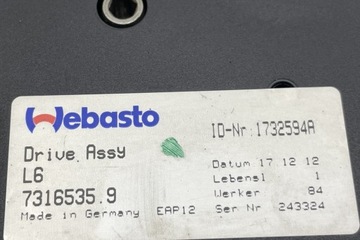 Webasto
ID-Nr 1732594A
Drive Assy
L6
7316535.9
Made in Germany
EAP12
Datum 17 12 12
Lebensl 1
Werker 84
Ser Nr 243324